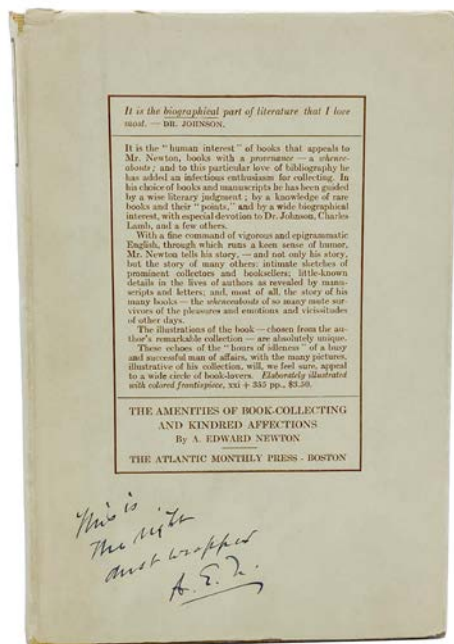 It is the biographical part of literature that I love
most. — DR. JOHNSON.
It is the "human interest" of books that appeals to
Mr. Newton, books with a provenance — a whence-
abouts; and to this particular love of bibliography he
has added an infectious enthusiasm for collecting. In
his choice of books and manuscripts he has been guided
by a wise literary judgment; by a knowledge of rare
books and their "points," and by a wide biographical
interest, with especial devotion to Dr. Johnson, Charles
Lamb, and a few others.
With a fine command of vigorous and epigrammatic
English, through which runs a keen sense of humor,
Mr. Newton tells his story, — and not only his story,
but the story of many others: intimate sketches of
prominent collectors and booksellers; little-known
details in the lives of authors as revealed by manu-
scripts and letters; and, most of all, the story of his
many books — the whenceabouts of so many mute sur-
vivors of the pleasures and emotions and vicissitudes
of other days.
The illustrations of the book — chosen from the au-
thor's remarkable collection — are absolutely unique.
These echoes of the "hours of idleness" of a busy
and successful man of affairs, with the many pictures,
illustrative of his collection, will, we feel sure, appeal
to a wide circle of book-lovers. Elaborately illustrated
with colored frontispiece, xxi + 355 pp., $3.50.
THE AMENITIES OF BOOK-COLLECTING
AND KINDRED AFFECTIONS
By A. EDWARD NEWTON
THE ATLANTIC MONTHLY PRESS - BOSTON
This is
the right
dust wrapper
A. E. N.